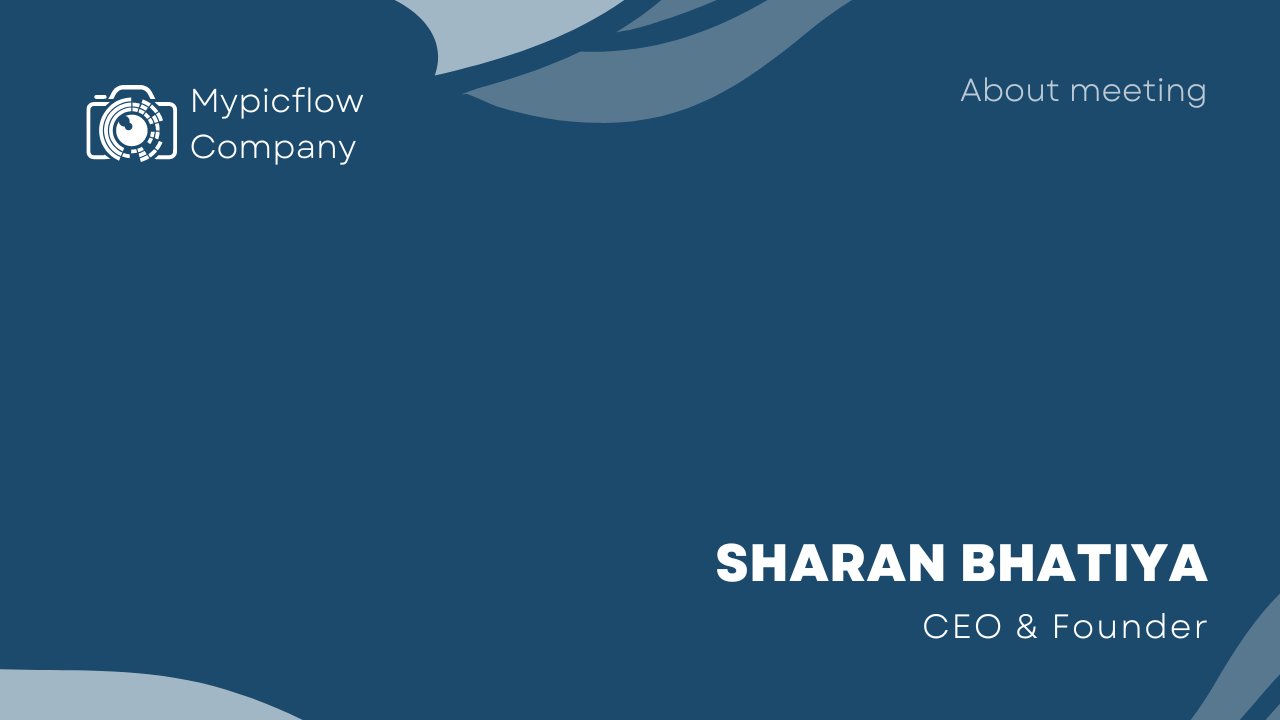 Mypicflow
Company
About meeting
SHARAN BHATIYA
CEO & Founder